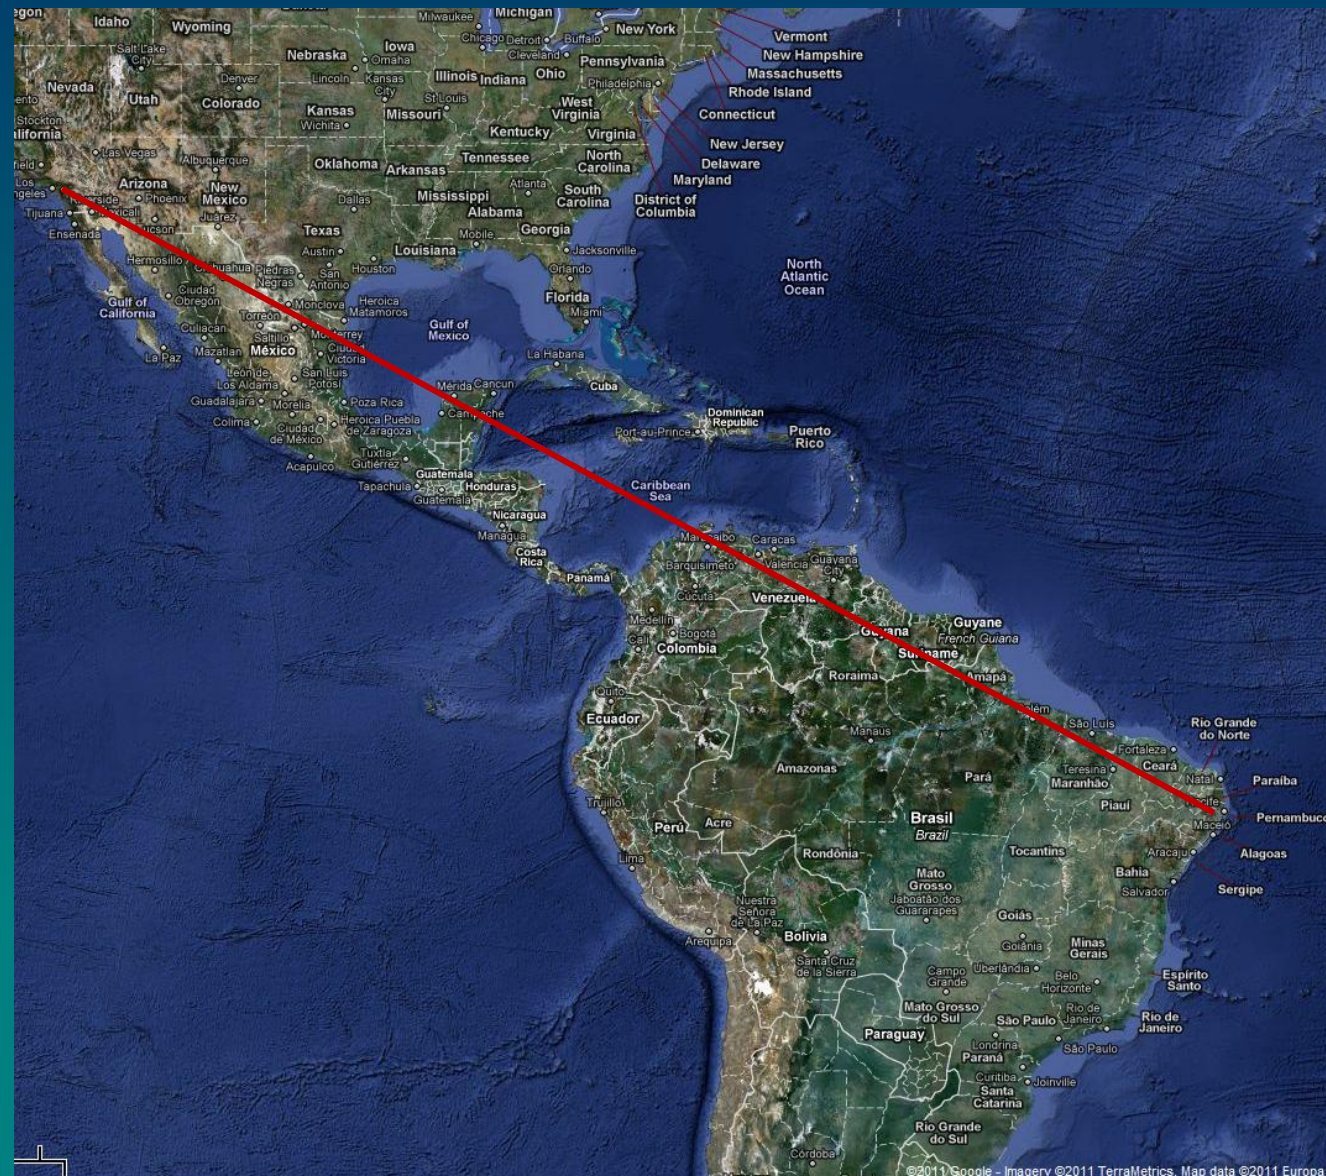 Idaho
Wyoming
Milwaukee
Michigan
Chicago
Detroit
Buffalo
New York
Vermont
New Hampshire
Massachusetts
Rhode Island
Connecticut
New Jersey
Delaware
Maryland
District of
Columbia
Salt Lake
City
Nebraska
Iowa
Omaha
Cleveland
Pennsylvania
Nevada
Utah
Denver
Colorado
Lincoln
Kansas
City
Illinois
Indiana
Ohio
Philadelphia
Stockton
Kansas
Wichita
Missouri
St Louis
West
Virginia
Kentucky
Virginia
Las Vegas
Albuquerque
Oklahoma
Arkansas
Tennessee
North
Carolina
Los
Arizona
Phoenix
New
Mexico
Dallas
Mississippi
Atlanta
South
Carolina
Alabama
Georgia
Tijuana
Ensenada
Juárez
Texas
Austin
San
Antonio
Houston
Louisiana
Mobile
Jacksonville
Orlando
Florida
Miami
Hermosillo
Piedras
Negras
Ciudad
Obregón
Gulf of
California
Monclova
Heroica
Matamoros
Gulf of
Mexico
North
Atlantic
Ocean
Culiacan
Torreón
Saltillo
Monterrey
La Paz
Mazatlan
México
Ciudad
Victoria
León de
Los Aldama
San Luis
Potosí
La Habana
Cuba
Mérida
Cancun
Campeche
Guadalajara
Morelia
Poza Rica
Colima
Ciudad
de México
Heroica Puebla
de Zaragoza
Acapulco
Tuxtla
Gutiérrez
Tapachula
Guatemala
Guatemala
Honduras
Nicaragua
Managua
Costa
Rica
Panamá
Port-au-Prince
Dominican
Republic
Puerto
Rico
Caribbean
Sea
Maracaibo
Caracas
Barquisimeto
Valencia
Guayana
City
Cúcuta
Venezuela
Medellín
Bogotá
Cali
Colombia
Guyana
Suriname
Guyane
French Guiana
Roraima
Amapá
Quito
Ecuador
Manaus
Belém
São Luís
Rio Grande
do Norte
Fortaleza
Amazonas
Pará
Teresina
Maranhão
Ceará
Natal
Paraíba
Piauí
Recife
Pernambuco
Trujillo
Perú
Acre
Brasil
Brazil
Maceió
Lima
Rondônia
Tocantins
Aracaju
Alagoas
Mato
Grosso
Bahia
Salvador
Sergipe
Jaboatão dos
Guararapes
Nuestra
Señora
de La Paz
Arequipa
Bolivia
Goiás
Goiânia
Minas
Gerais
Santa Cruz
de la Sierra
Campo
Grande
Uberlândia
Belo
Horizonte
Espírito
Santo
Mato Grosso
do Sul
São Paulo
Rio de
Janeiro
Rio de
Janeiro
Paraguay
Londrina
Paraná
São Paulo
Curitiba
Joinville
Santa
Catarina
Rio Grande
do Sul
Córdoba
©2011 Google - Imagery ©2011 TerraMetrics, Map data ©2011 Europa